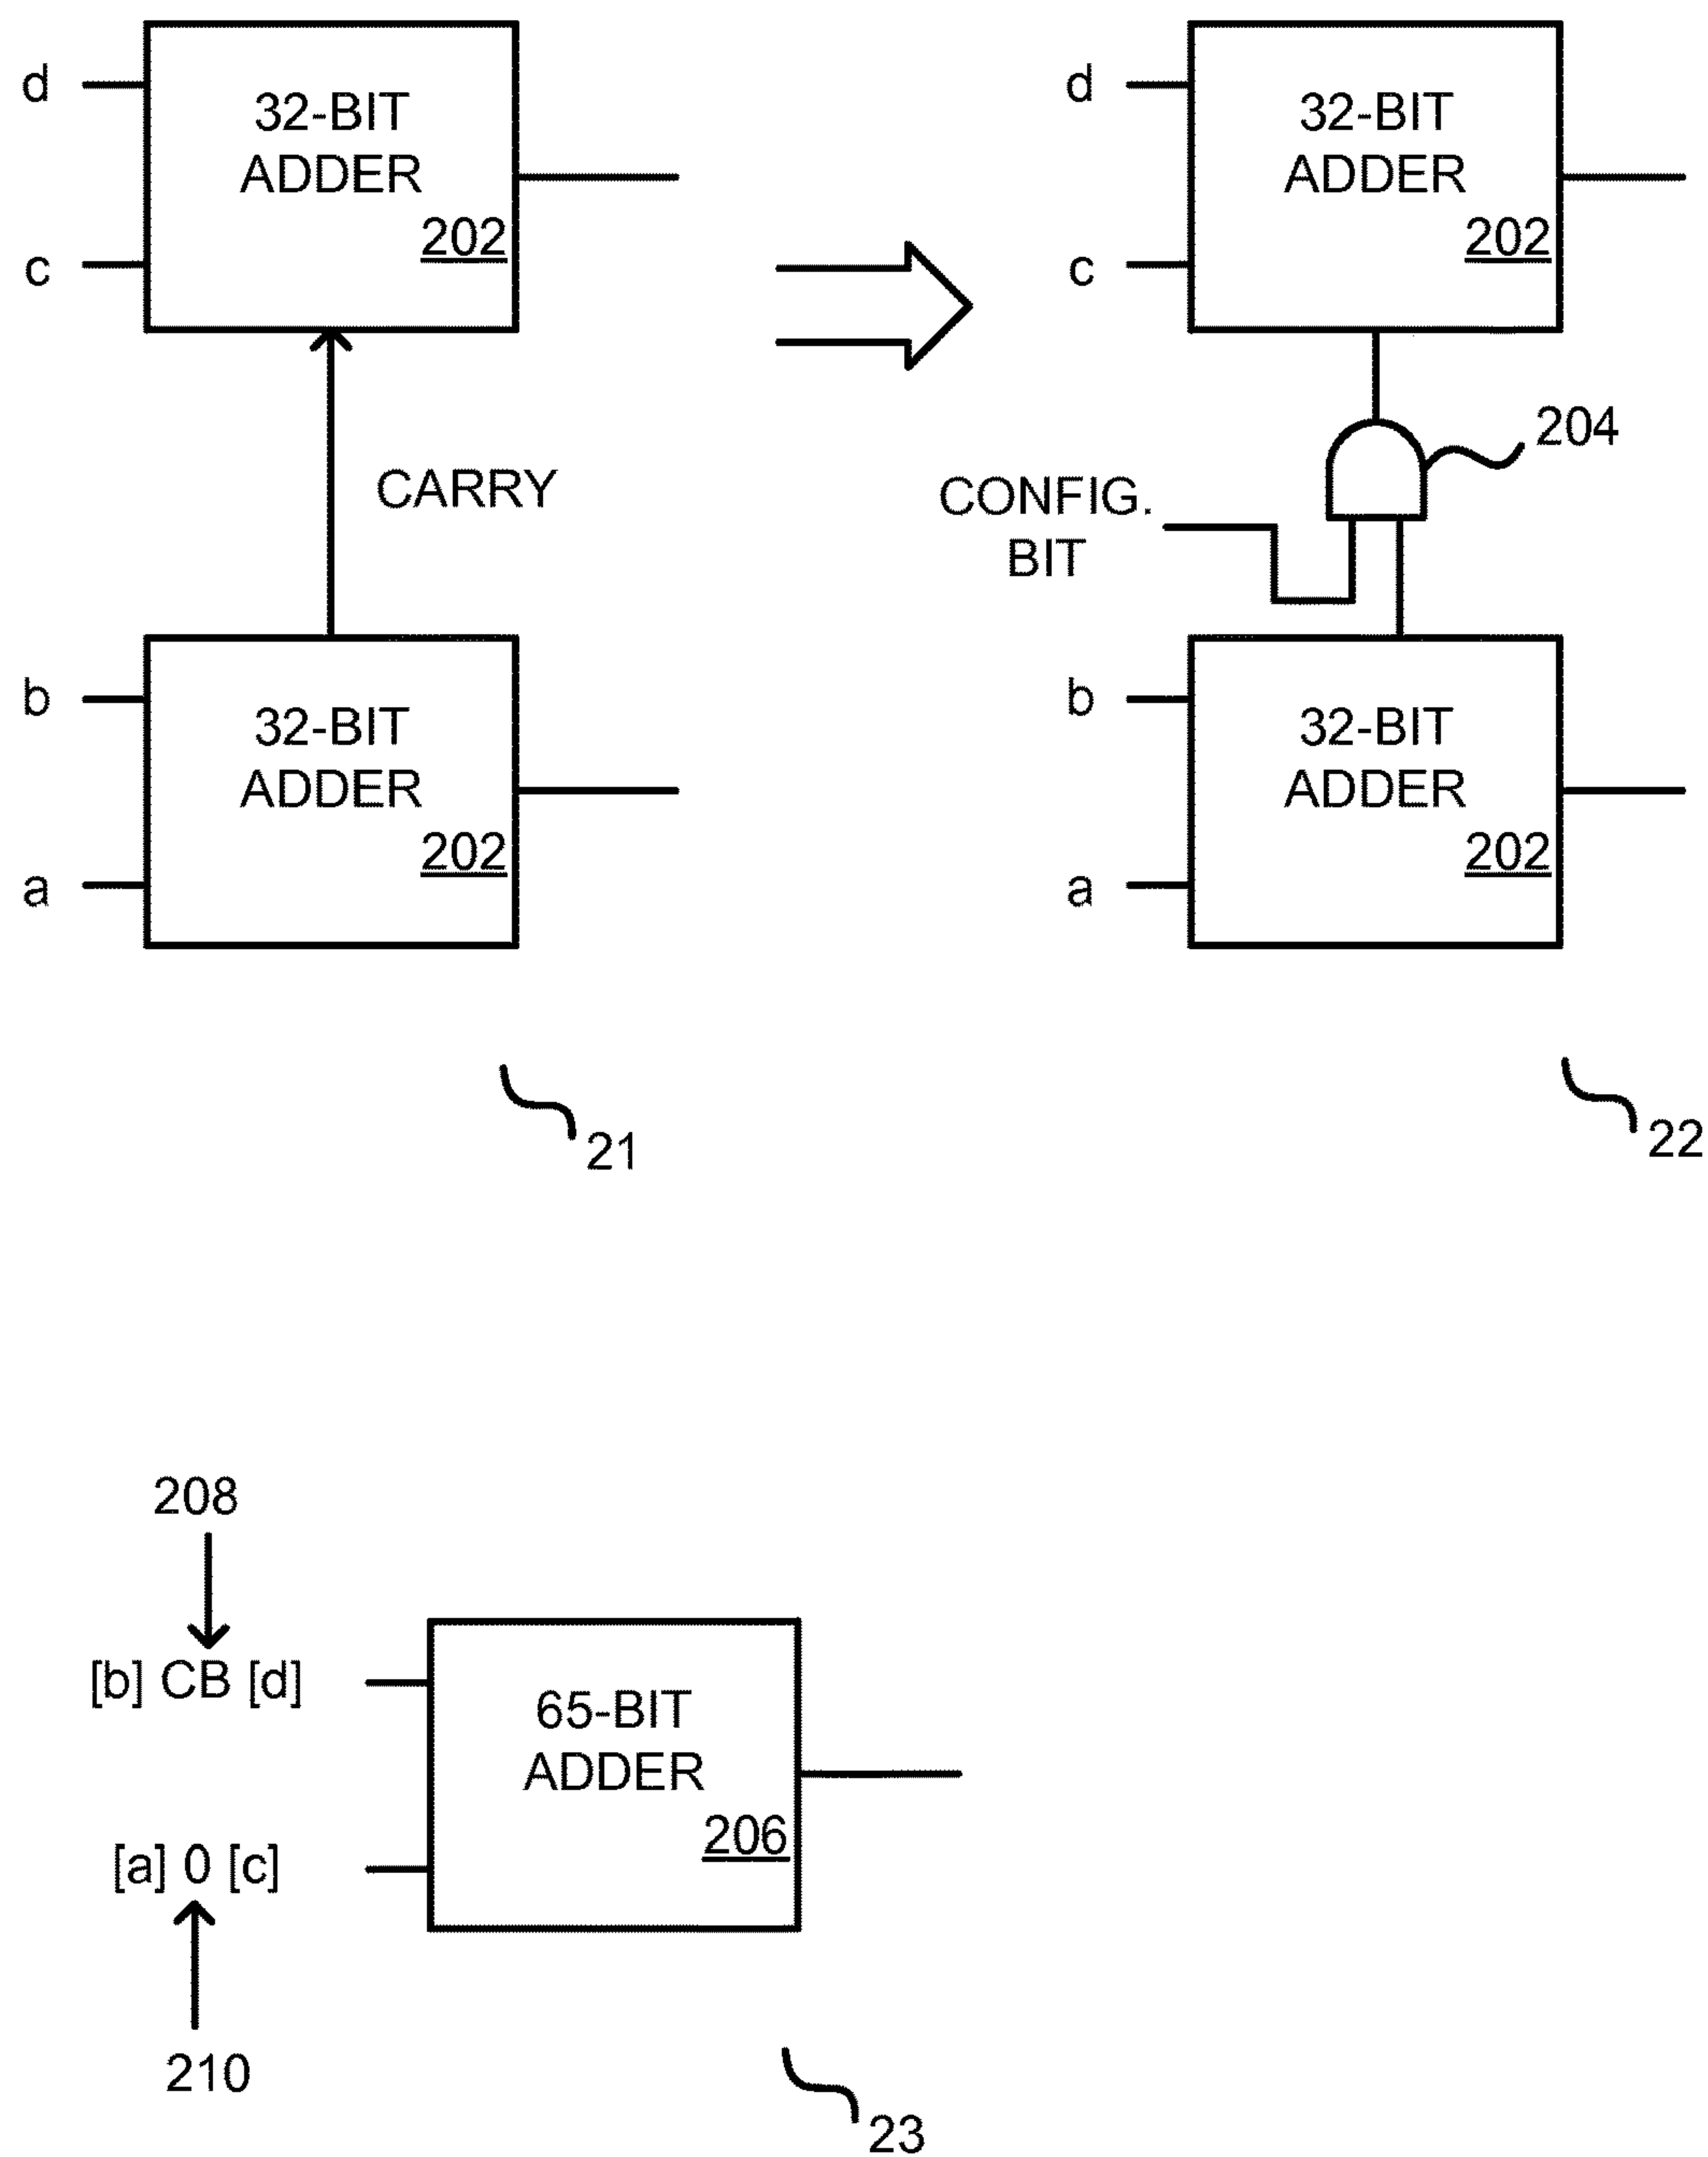 d
32-BIT
ADDER
202
c
CARRY
b
32-BIT
ADDER
202
a
21
d
32-BIT
ADDER
202
c
204
CONFIG.
BIT
b
32-BIT
ADDER
202
a
22
208
[b] CB [d]
65-BIT
ADDER
206
[a] 0 [c]
210
23